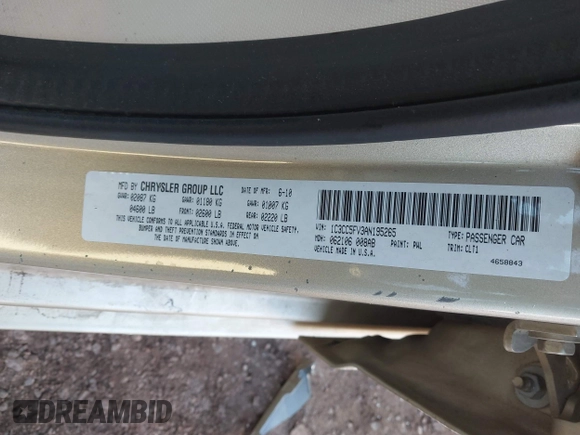 MFD BY CHRYSLER GROUP LLC DATE OF MFR: 6-10
GVWR: 02087 KG GAWR: 01180 KG GAWR: 01007 KG
04600 LB FRONT: 02600 LB REAR: 02220 LB
THIS VEHICLE CONFORMS TO ALL APPLICABLE U.S.A. FEDERAL MOTOR VEHICLE SAFETY,
BUMPER AND THEFT STANDARDS IN EFFECT ON
THE DATE OF MANUFACTURE SHOWN ABOVE.
VIN: 1C3CC5FV3AN195265 TYPE: PASSENGER CAR
MDH: 062106 008AB PAINT: PWL TRIM: CLT1
VEHICLE MADE IN U.S.A. 4658843
DREAMBID